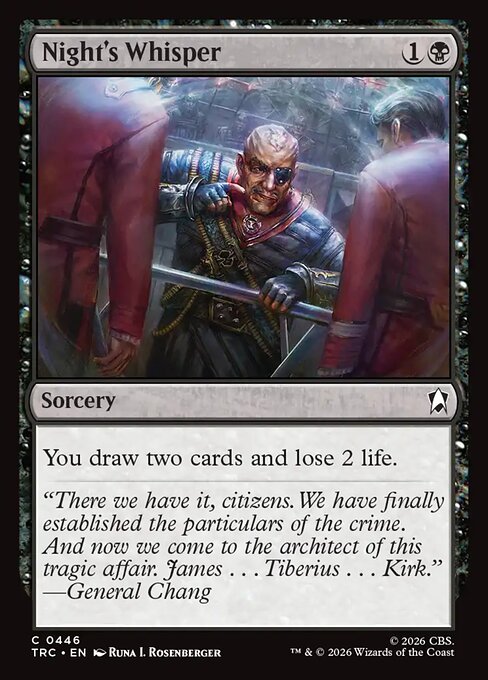 Night's Whisper 1
Sorcery
You draw two cards and lose 2 life.
“There we have it, citizens. We have finally
established the particulars of the crime.
And now we come to the architect of this
tragic affair. James . . . Tiberius . . . Kirk.”
—General Chang
C 0446
TRC • EN Runa I. Rosenberger
© 2026 CBS.
™ & © 2026 Wizards of the Coast